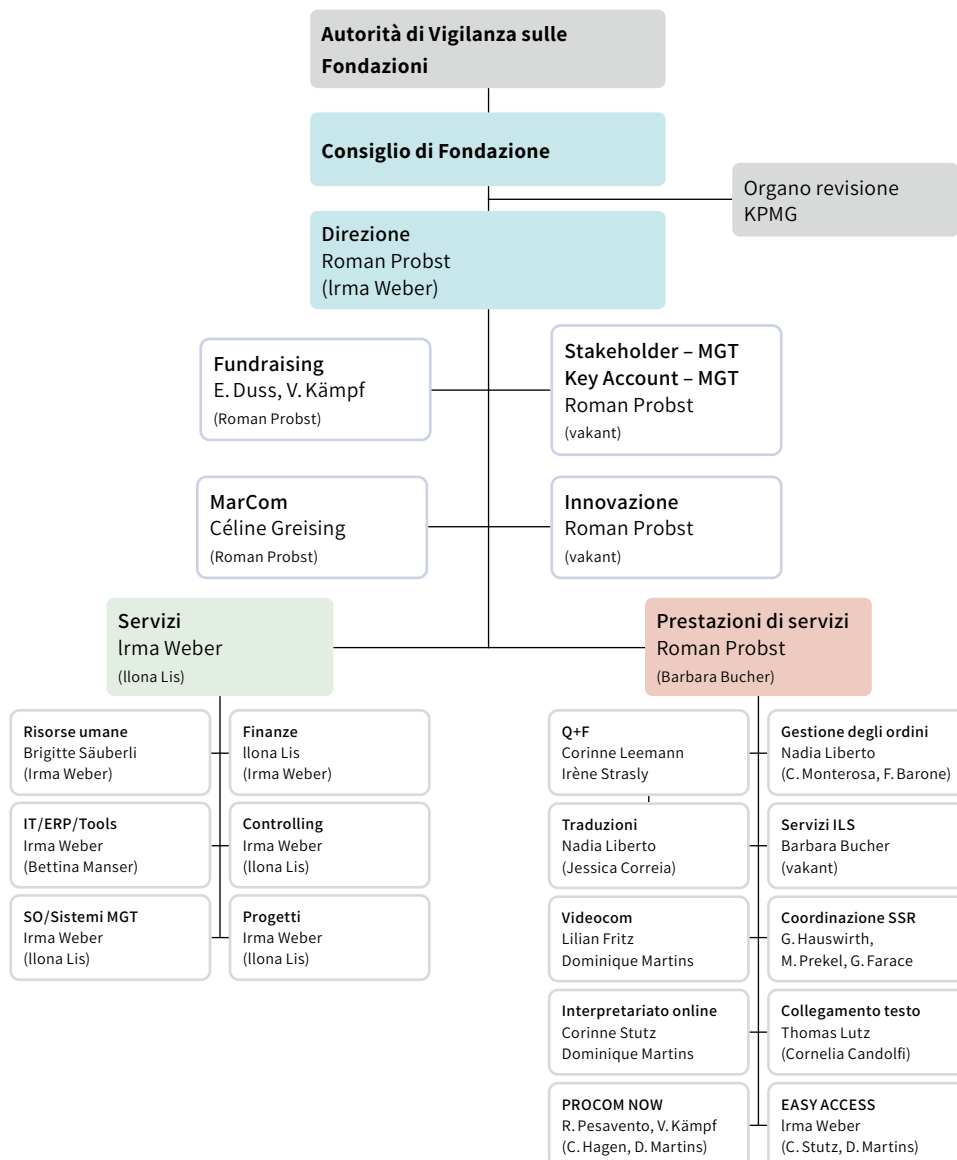 Autorità di Vigilanza sulle
Fondazioni
Consiglio di Fondazione
Organo revisione
KPMG
Direzione
Roman Probst
(Irma Weber)
Fundraising
E. Duss, V. Kämpf
(Roman Probst)
Stakeholder – MGT
Key Account – MGT
Roman Probst
(vakant)
MarCom
Céline Greising
(Roman Probst)
Innovazione
Roman Probst
(vakant)
Servizi
Irma Weber
(Ilona Lis)
Prestazioni di servizi
Roman Probst
(Barbara Bucher)
Risorse umane
Brigitte Säuberli
(Irma Weber)
Finanze
Ilona Lis
(Irma Weber)
IT/ERP/Tools
Irma Weber
(Bettina Manser)
Controlling
Irma Weber
(Ilona Lis)
SO/Sistemi MGT
Irma Weber
(Ilona Lis)
Progetti
Irma Weber
(Ilona Lis)
Q+F
Corinne Leemann
Irène Strasly
Gestione degli ordini
Nadia Liberto
(C. Monterosa, F. Barone)
Traduzioni
Nadia Liberto
(Jessica Correia)
Servizi ILS
Barbara Bucher
(vakant)
Videocom
Lilian Fritz
Dominique Martins
Coordinazione SSR
G. Hauswirth,
M. Prekel, G. Farace
Interpretariato online
Corinne Stutz
Dominique Martins
Collegamento testo
Thomas Lutz
(Cornelia Candolfi)
PROCOM NOW
R. Pesavento, V. Kämpf
(C. Hagen, D. Martins)
EASY ACCESS
Irma Weber
(C. Stutz, D. Martins)